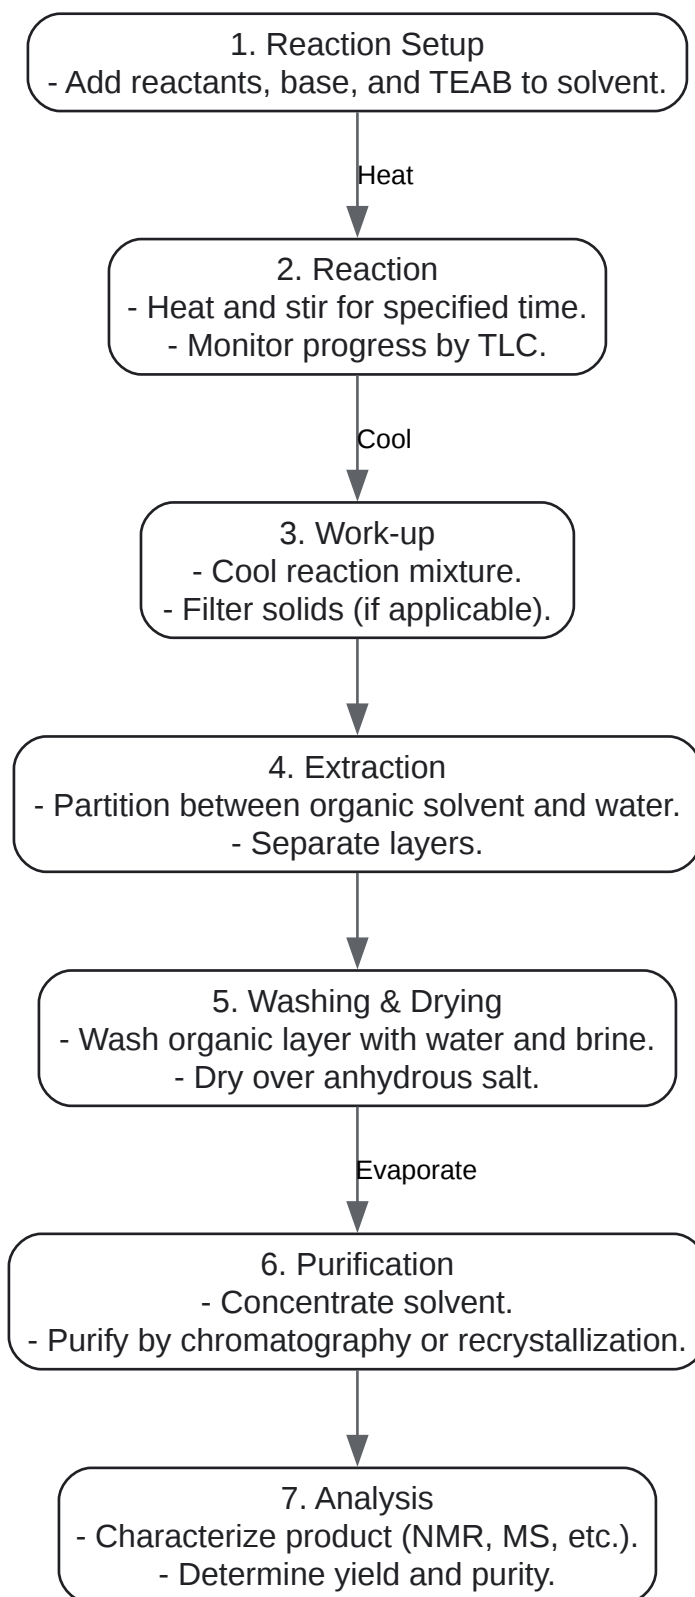 1. Reaction Setup
- Add reactants, base, and TEAB to solvent.
Heat
2. Reaction
- Heat and stir for specified time.
- Monitor progress by TLC.
Cool
3. Work-up
- Cool reaction mixture.
- Filter solids (if applicable).
4. Extraction
- Partition between organic solvent and water.
- Separate layers.
5. Washing & Drying
- Wash organic layer with water and brine.
- Dry over anhydrous salt.
Evaporate
6. Purification
- Concentrate solvent.
- Purify by chromatography or recrystallization.
7. Analysis
- Characterize product (NMR, MS, etc.).
- Determine yield and purity.